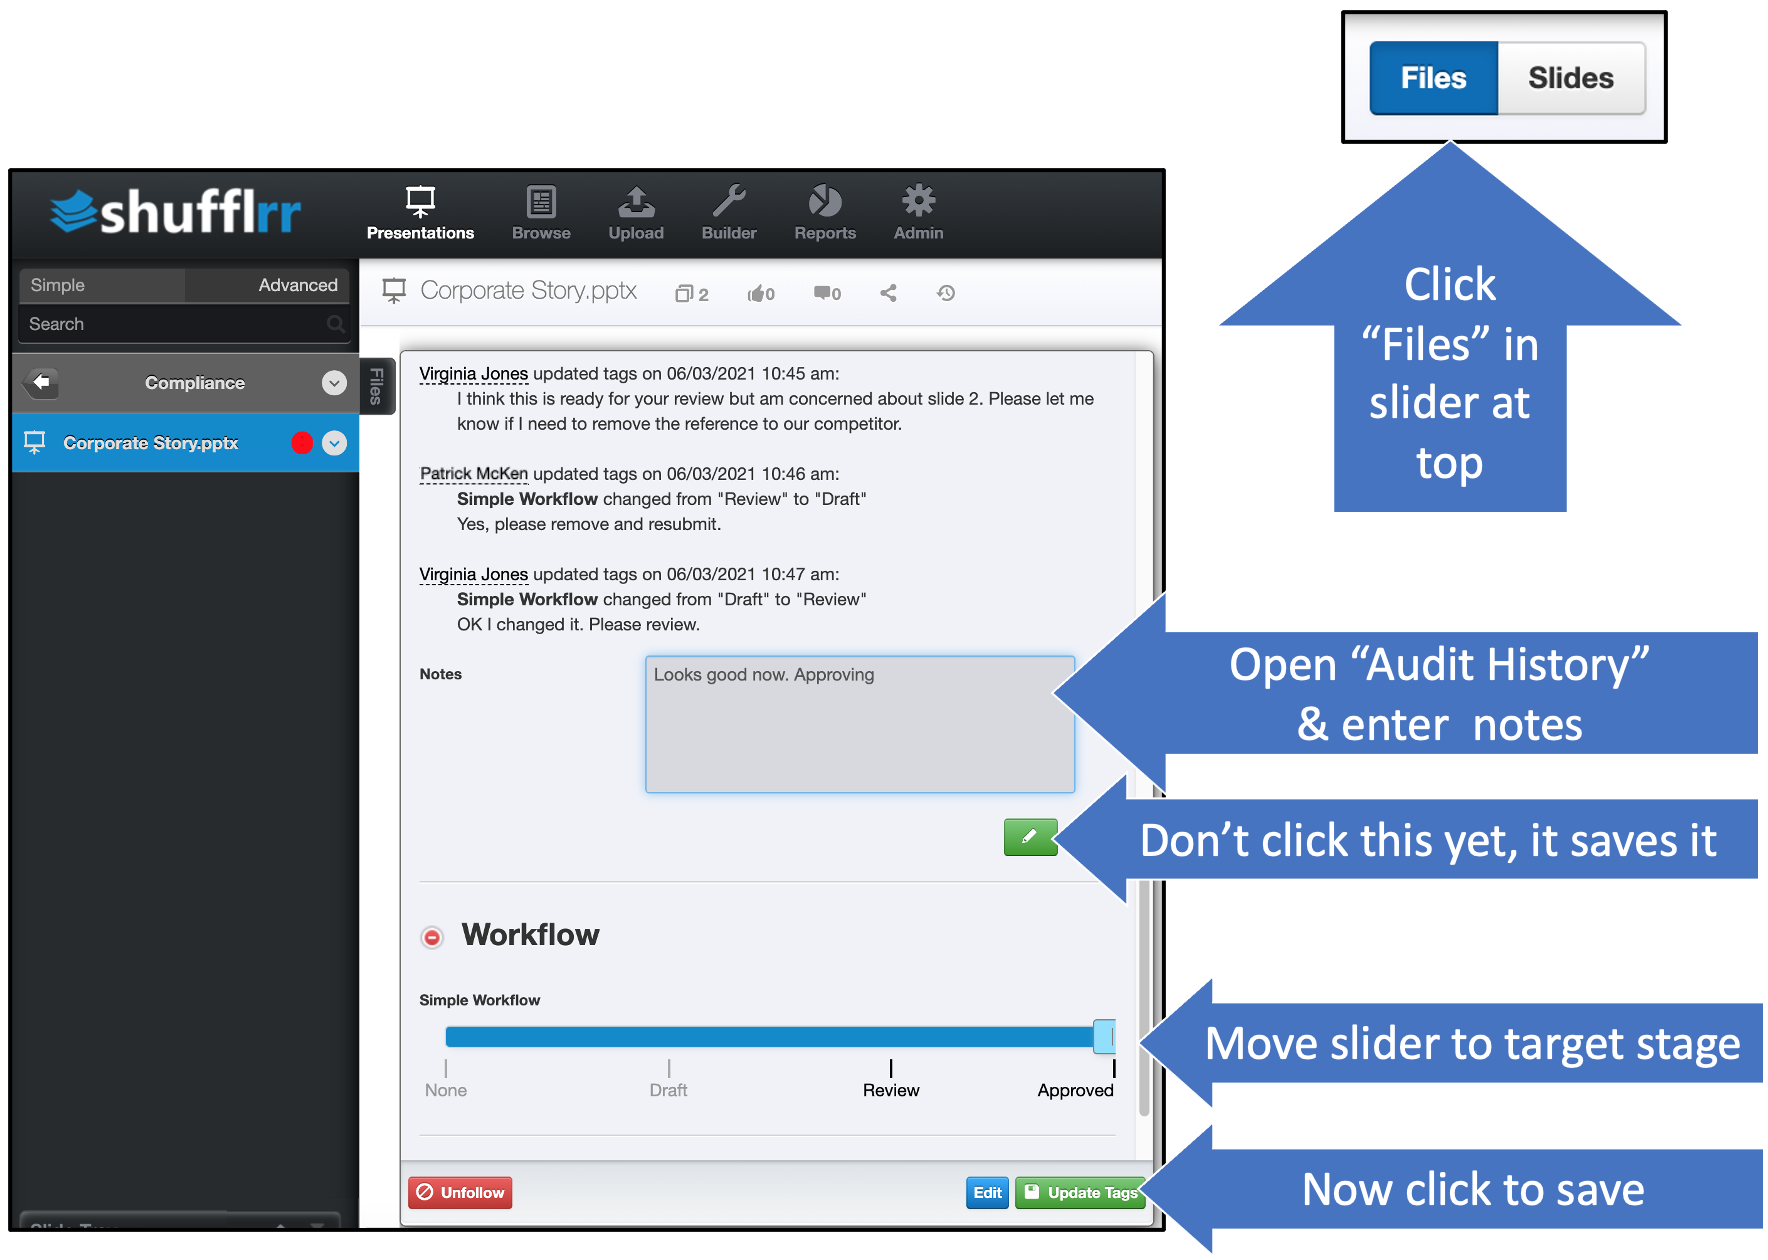 Files Slides
Click
“Files” in
slider at
top
shufflrr
Presentations Browse Upload Builder Reports Admin
Simple Advanced
Search
Compliance
Corporate Story.pptx
Files
Corporate Story.pptx 2 0 0
Virginia Jones updated tags on 06/03/2021 10:45 am:
I think this is ready for your review but am concerned about slide 2. Please let me
know if I need to remove the reference to our competitor.
Patrick McKen updated tags on 06/03/2021 10:46 am:
Simple Workflow changed from "Review" to "Draft"
Yes, please remove and resubmit.
Virginia Jones updated tags on 06/03/2021 10:47 am:
Simple Workflow changed from "Draft" to "Review"
OK I changed it. Please review.
Notes
Looks good now. Approving
Open “Audit History”
& enter notes
Don’t click this yet, it saves it
Workflow
Simple Workflow
None Draft Review Approved
Move slider to target stage
Unfollow Edit Update Tags
Now click to save